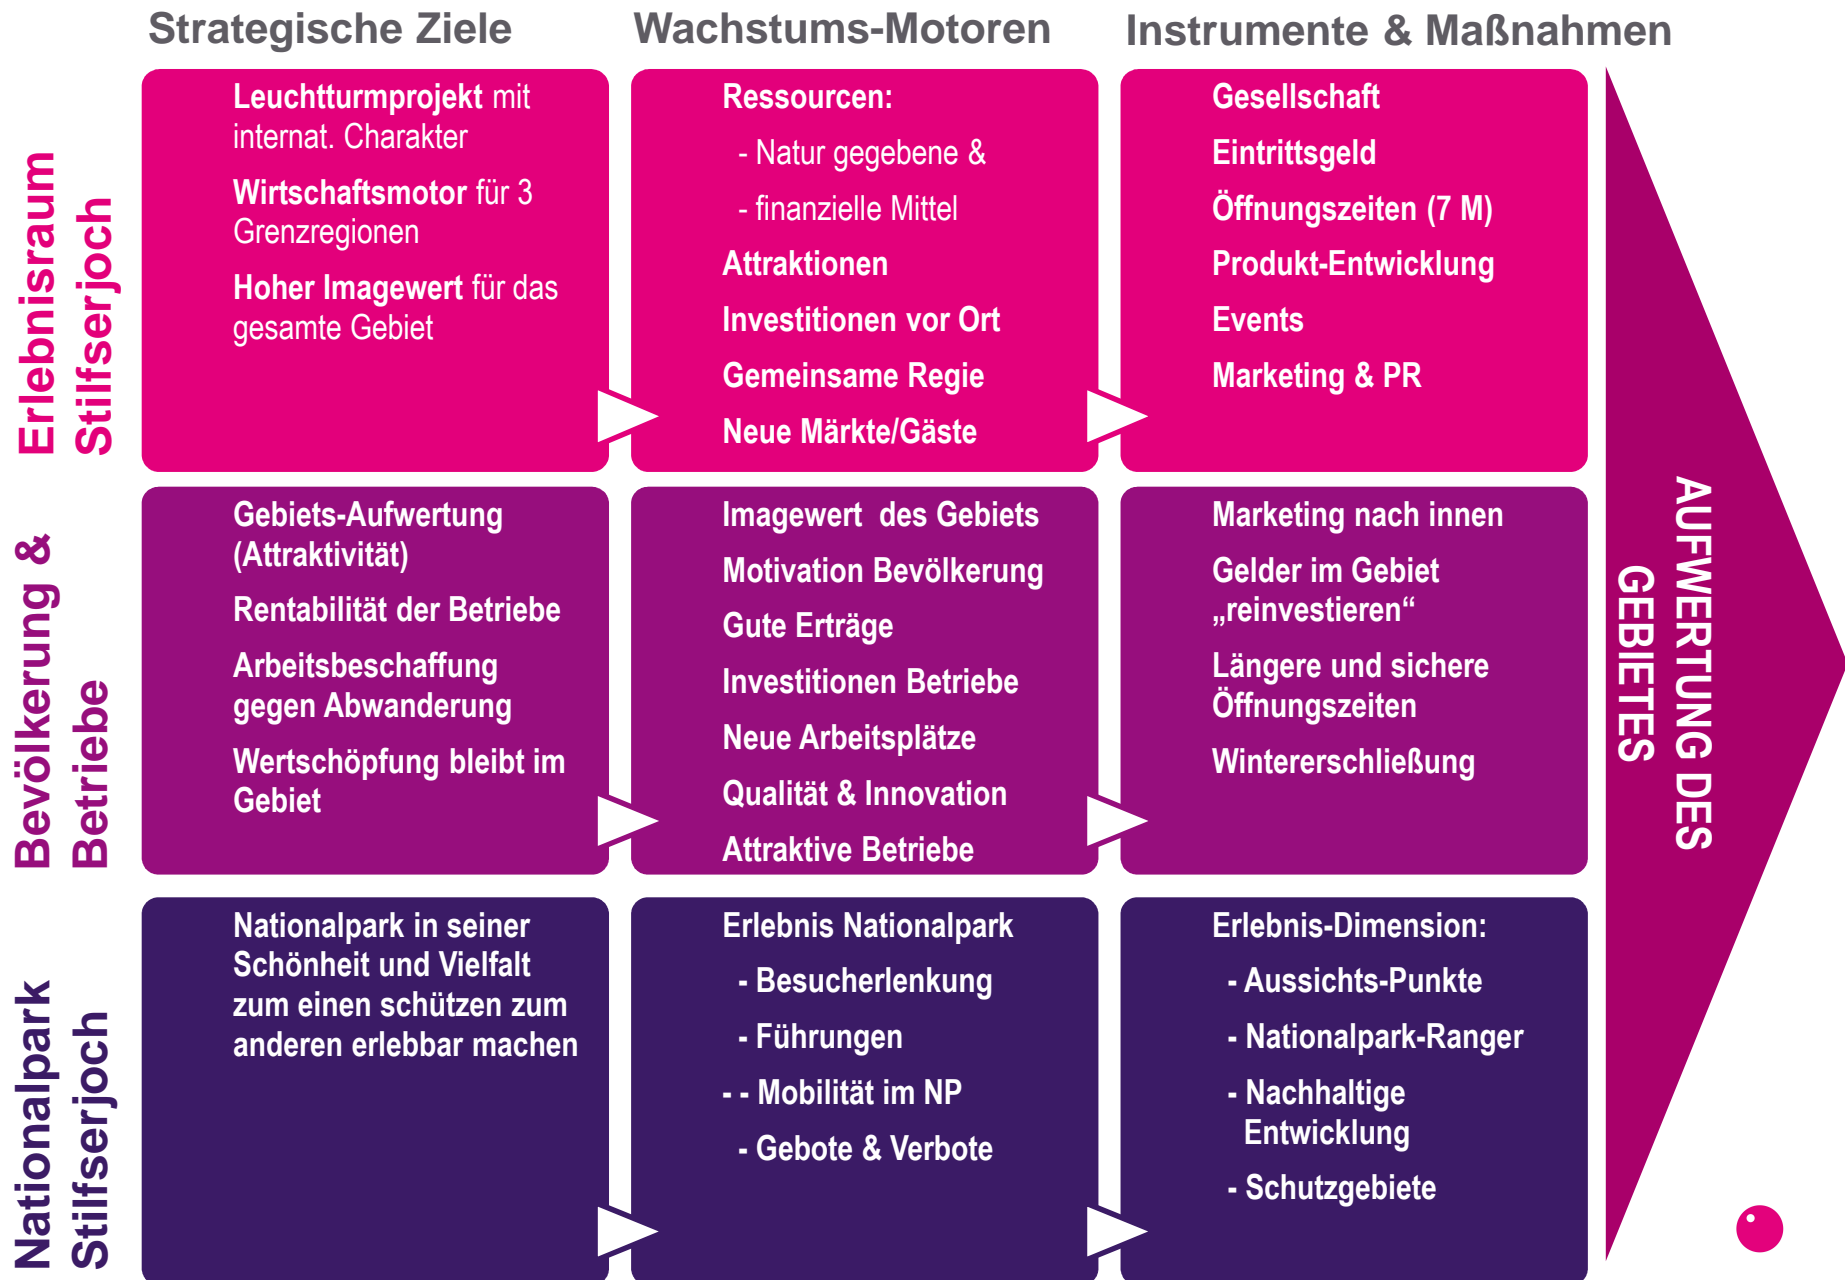 Strategische Ziele
Wachstums-Motoren
Instrumente & Maßnahmen
Erlebnisraum
Stilfserjoch
Leuchtturmprojekt mit
internat. Charakter
Wirtschaftsmotor für 3
Grenzregionen
Hoher Imagewert für das
gesamte Gebiet
Ressourcen:
- Natur gegebene &
- finanzielle Mittel
Attraktionen
Investitionen vor Ort
Gemeinsame Regie
Neue Märkte/Gäste
Gesellschaft
Eintrittsgeld
Öffnungszeiten (7 M)
Produkt-Entwicklung
Events
Marketing & PR
Bevölkerung &
Betriebe
Gebiets-Aufwertung
(Attraktivität)
Rentabilität der Betriebe
Arbeitsbeschaffung
gegen Abwanderung
Wertschöpfung bleibt im
Gebiet
Imagewert des Gebiets
Motivation Bevölkerung
Gute Erträge
Investitionen Betriebe
Neue Arbeitsplätze
Qualität & Innovation
Attraktive Betriebe
Marketing nach innen
Gelder im Gebiet
„reinvestieren“
Längere und sichere
Öffnungszeiten
Wintererschließung
Nationalpark
Stilfserjoch
Nationalpark in seiner
Schönheit und Vielfalt
zum einen schützen zum
anderen erlebbar machen
Erlebnis Nationalpark
- Besucherlenkung
- Führungen
- - Mobilität im NP
- Gebote & Verbote
Erlebnis-Dimension:
- Aussichts-Punkte
- Nationalpark-Ranger
- Nachhaltige
Entwicklung
- Schutzgebiete
AUFWERTUNG DES
GEBIETES